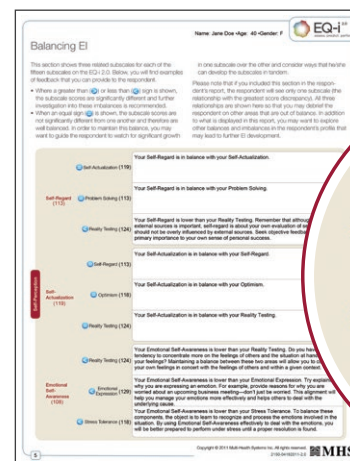 Name: Jane Doe •Age: 40 •Gender: F
EQ-i 2.0
Balancing EI
This section shows three related subscales for each of the
fifteen subscales on the EQ-i 2.0. Below, you will find examples
of feedback that you can provide to the respondent.
• Where a greater than (>) or less than (<) sign is shown,
the subscale scores are significantly different and further
investigation into these imbalances is recommended.
• When an equal sign (=) is shown, the subscale scores are
not significantly different from one another and therefore are
well balanced. In order to maintain this balance, you may
want to guide the respondent to watch for significant growth
in one subscale over the other and consider ways that he/she
can develop the subscales in tandem.
Please note that if you included this section in the respon-
dent's report, the respondent will see only one subscale (the
relationship with the greatest score discrepancy). All three
relationships are shown here so that you may debrief the
respondent on other areas that are out of balance. In addition
to what is displayed in this report, you may want to explore
other balances and imbalances in the respondent's profile that
may lead to further EI development.
Self-Perception
Self-Regard
(113)
Self-Actualization (119)
Your Self-Regard is in balance with your Self-Actualization.
Problem Solving (113)
Your Self-Regard is in balance with your Problem Solving.
Reality Testing (124)
Your Self-Regard is lower than your Reality Testing. Remember that althoug
external sources is important, self-regard is about your own evaluation of
should not be overly influenced by external sources. Seek objective feedba
primary importance to your own sense of personal success.
Self-
Actualization
(119)
Self-Regard (113)
Your Self-Actualization is in balance with your Self-Regard.
Optimism (118)
Your Self-Actualization is in balance with your Optimism.
Reality Testing (124)
Your Self-Actualization is in balance with your Reality Testing.
Emotional
Self-
Awareness
Reality Testing (124)
Your Emotional Self-Awareness is lower than your Reality Testing. Do you have
tendency to concentrate more on the feelings of others and the situation at hand
your feelings? Maintaining a balance between these two areas will allow you to
your own feelings in concert with the feelings of others and within a given context.
Emotional
Expression (129)
Your Emotional Self-Awareness is lower than your Emotional Expression. Try explain
why you are expressing an emotion. For example, provide reasons for why you are
worried about an upcoming business meeting—don't just be worried. This alignment will
help you manage your emotions more effectively and helps others to deal with the
underlying cause.
Stress Tolerance (118)
Your Emotional Self-Awareness is lower than your Stress Tolerance. To balance these
components, the object is to learn to recognize and process the emotions involved in the
situation. By using Emotional Self-Awareness effectively to deal with the emotions, you
will be better prepared to perform under stress until a proper resolution is found.
5
Copyright © 2011 Multi-Health Systems Inc. All rights reserved.
MHS